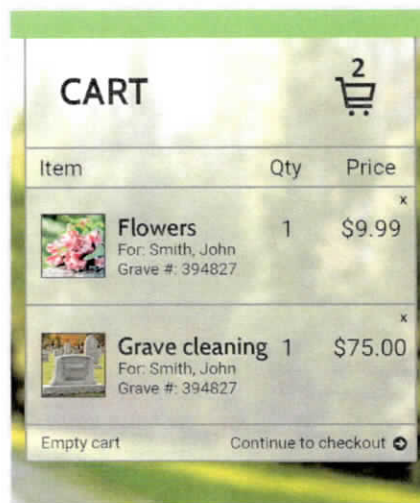 CART
2
Item Qty Price
x
Flowers 1 $9.99
For: Smith, John
Grave #: 394827
x
Grave cleaning 1 $75.00
For: Smith, John
Grave #: 394827
Empty cart Continue to checkout